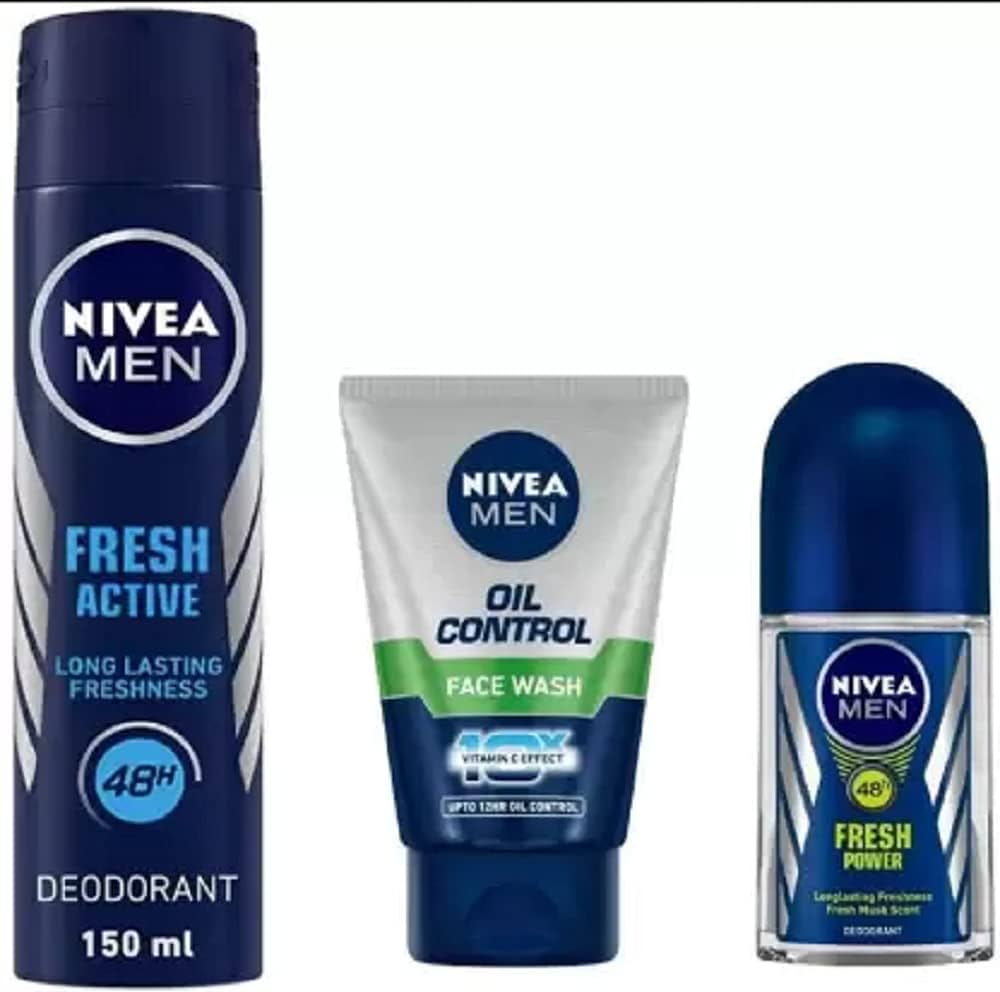 NIVEA
MEN
FRESH
ACTIVE
LONG LASTING
FRESHNESS
48H
DEODORANT
150 ml
NIVEA
MEN
OIL
CONTROL
FACE WASH
10X
VITAMIN C EFFECT
UPTO 12HR OIL CONTROL
NIVEA
MEN
48h
FRESH
POWER
Longlasting Freshness
Fresh Musk Scent
DEODORANT